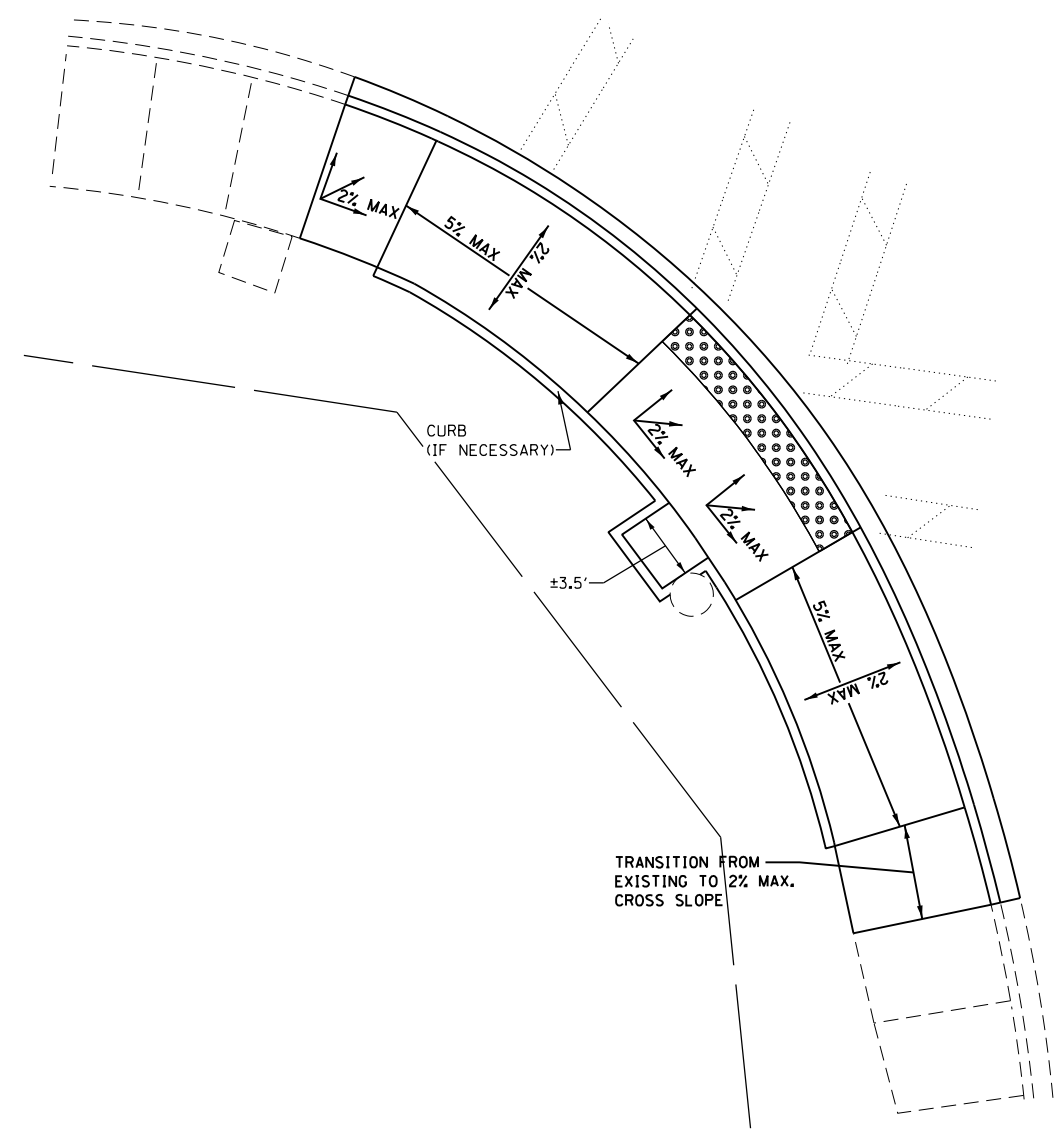 2% MAX
5% MAX
2% MAX
CURB
(IF NECESSARY)
2% MAX
2% MAX
±3.5'
5% MAX
2% MAX
TRANSITION FROM
EXISTING TO 2% MAX.
CROSS SLOPE